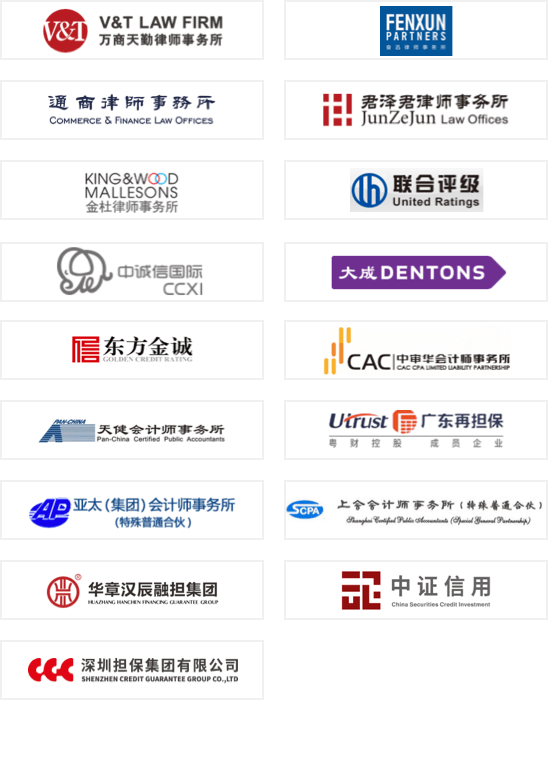 V&T
V&T LAW FIRM
万商天勤律师事务所
FENXUN
PARTNERS
奋迅律师事务所
通商律師事務所
COMMERCE & FINANCE LAW OFFICES
君泽君律师事务所
JunZeJun Law Offices
KING&WOOD
MALLESONS
金杜律师事务所
联合评级
United Ratings
中诚信国际
CCXI
大成DENTONS
东方金诚
GOLDEN CREDIT RATING
CAC
中审华会计师事务所
CAC CPA LIMITED LIABILITY PARTNERSHIP
PAN-CHINA
天健会计师事务所
Pan-China Certified Public Accountants
Utrust
广东再担保
粤财控股 成员企业
AP
亚太(集团)会计师事务所
(特殊普通合伙)
SCPA
上会会计师事务所(特殊普通合伙)
Shanghai Certified Public Accountants (Special General Partnership)
®
华章汉辰融担集团
HUAZHANG HANCHEN FINANCING GUARANTEE GROUP
中证信用
China Securities Credit Investment
深圳担保集团有限公司
SHENZHEN CREDIT GUARANTEE GROUP CO.,LTD